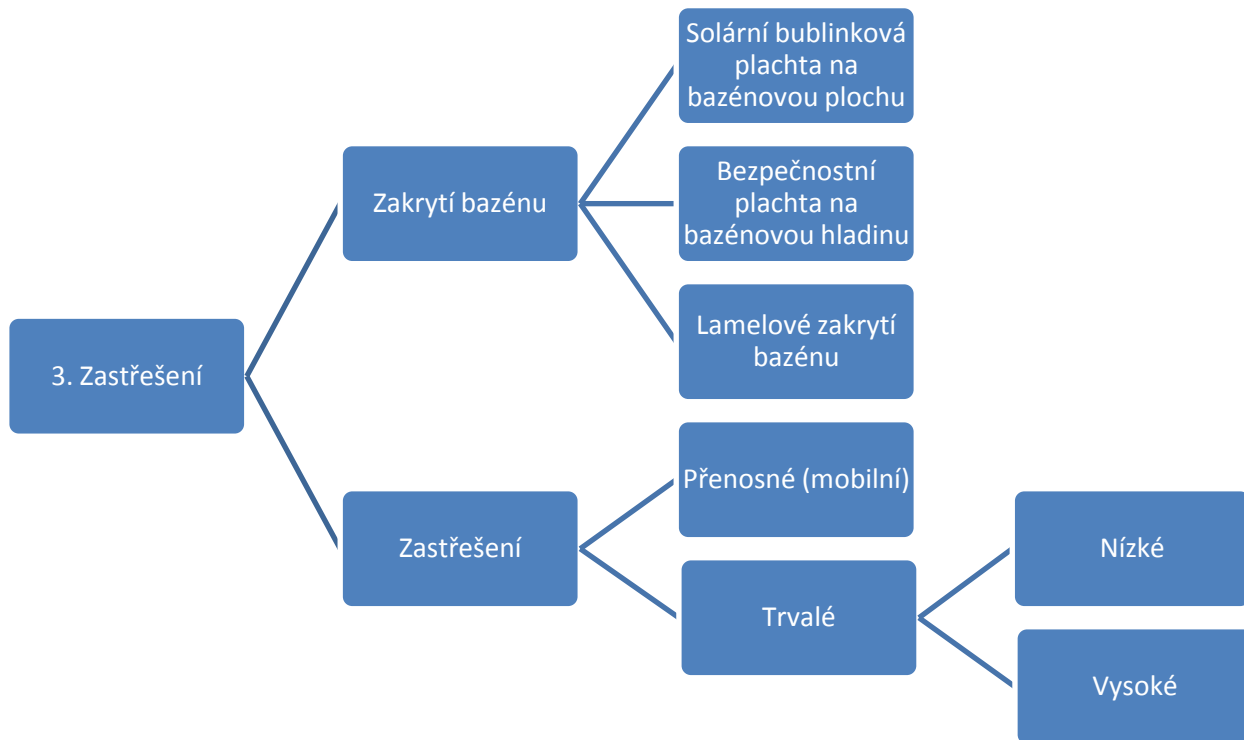 Solární bublinková
plachta na
bazénovou plochu
Zakrytí bazénu
Bezpečnostní
plachta na
bazénovou hladinu
Lamelové zakrytí
bazénu
3. Zastřešení
Přenosné (mobilní)
Zastřešení
Trvalé
Nízké
Vysoké